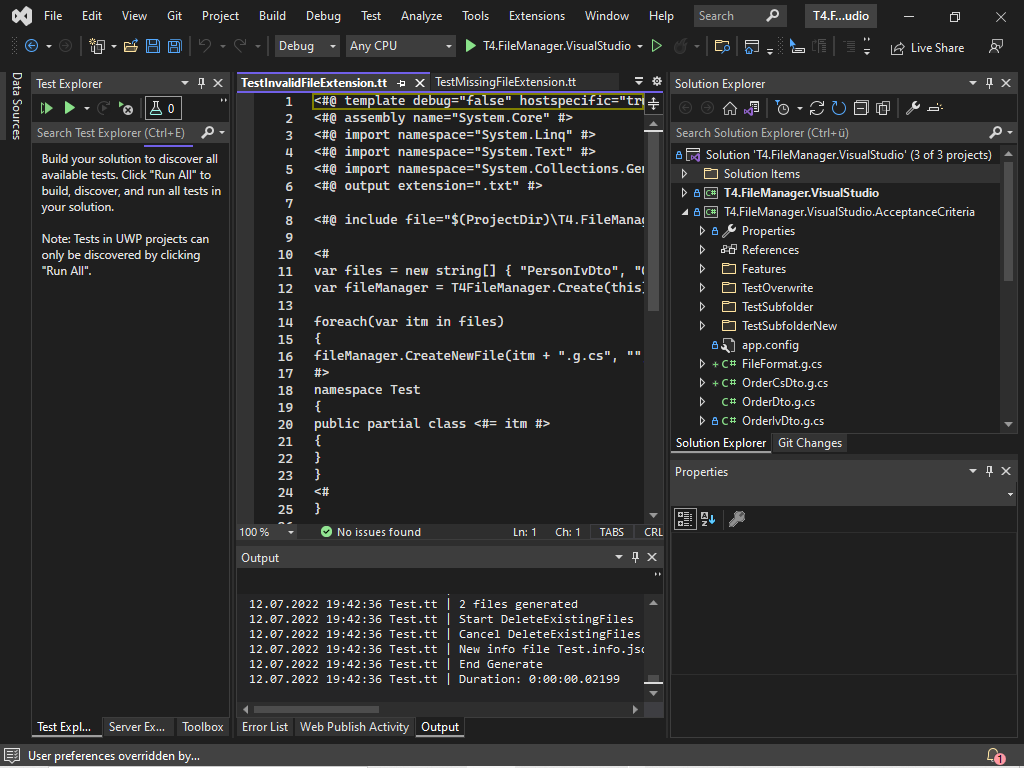 File Edit View Git Project Build Debug Test Analyze Tools Extensions Window Help Search T4.F...udio
Debug Any CPU T4.FileManager.VisualStudio Live Share
Data Sources
Test Explorer
0
Search Test Explorer (Ctrl+E)
Build your solution to discover all
available tests. Click "Run All" to
build, discover, and run all tests in
your solution.
Note: Tests in UWP projects can
only be discovered by clicking
"Run All".
Test Expl... Server Ex... Toolbox
TestInvalidFileExtension.tt TestMissingFileExtension.tt
1 <#@ template debug="false" hostspecific="tr
2 <#@ assembly name="System.Core" #>
3 <#@ import namespace="System.Linq" #>
4 <#@ import namespace="System.Text" #>
5 <#@ import namespace="System.Collections.Gen
6 <#@ output extension=".txt" #>
7
8 <#@ include file="$(ProjectDir)\T4.FileMana
9
10 <#
11 var files = new string[] { "PersonIvDto", "
12 var fileManager = T4FileManager.Create(this
13
14 foreach(var itm in files)
15 {
16 fileManager.CreateNewFile(itm + ".g.cs", ""
17 #>
18 namespace Test
19 {
20 public partial class <#= itm #>
21 {
22 }
23 }
24 <#
25 }
100 % No issues found Ln: 1 Ch: 1 TABS CRL
Output
12.07.2022 19:42:36 Test.tt | 2 files generated
12.07.2022 19:42:36 Test.tt | Start DeleteExistingFiles
12.07.2022 19:42:36 Test.tt | Cancel DeleteExistingFiles
12.07.2022 19:42:36 Test.tt | New info file Test.info.jso
12.07.2022 19:42:36 Test.tt | End Generate
12.07.2022 19:42:36 Test.tt | Duration: 0:00:00.02199
Error List Web Publish Activity Output
Solution Explorer
Search Solution Explorer (Ctrl+ü)
Solution 'T4.FileManager.VisualStudio' (3 of 3 projects)
Solution Items
C# T4.FileManager.VisualStudio
C# T4.FileManager.VisualStudio.AcceptanceCriteria
Properties
References
Features
TestOverwrite
TestSubfolder
TestSubfolderNew
app.config
+ C# FileFormat.g.cs
+ C# OrderCsDto.g.cs
C# OrderDto.g.cs
C# OrderIvDto.g.cs
Solution Explorer Git Changes
Properties
User preferences overridden by... 1